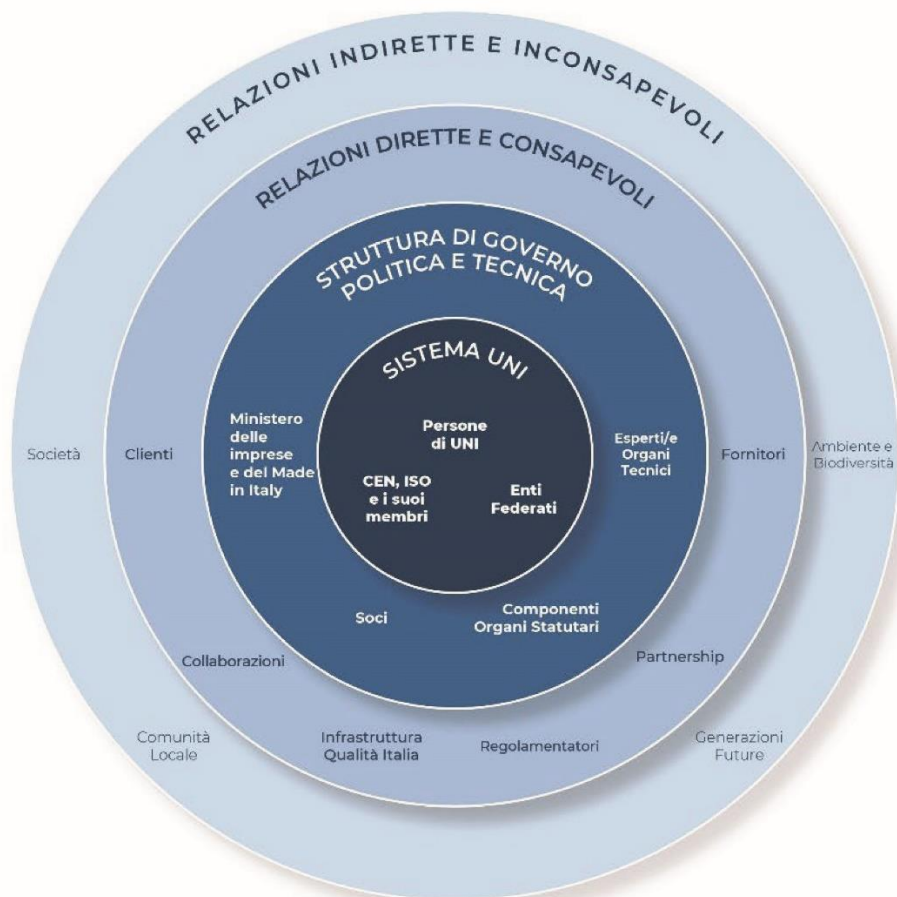 RELAZIONI INDIRETTE E INCONSAPEVOLI
RELAZIONI DIRETTE E CONSAPEVOLI
STRUTTURA DI GOVERNO
POLITICA E TECNICA
SISTEMA UNI
Persone
di UNI
CEN, ISO
e i suoi
membri
Enti
Federati
Ministero
delle
imprese
e del Made
in Italy
Esperti/e
Organi
Tecnici
Soci
Componenti
Organi Statutari
Clienti
Fornitori
Collaborazioni
Partnership
Infrastruttura
Qualità Italia
Regolamentatori
Società
Ambiente e
Biodiversità
Comunità
Locale
Generazioni
Future